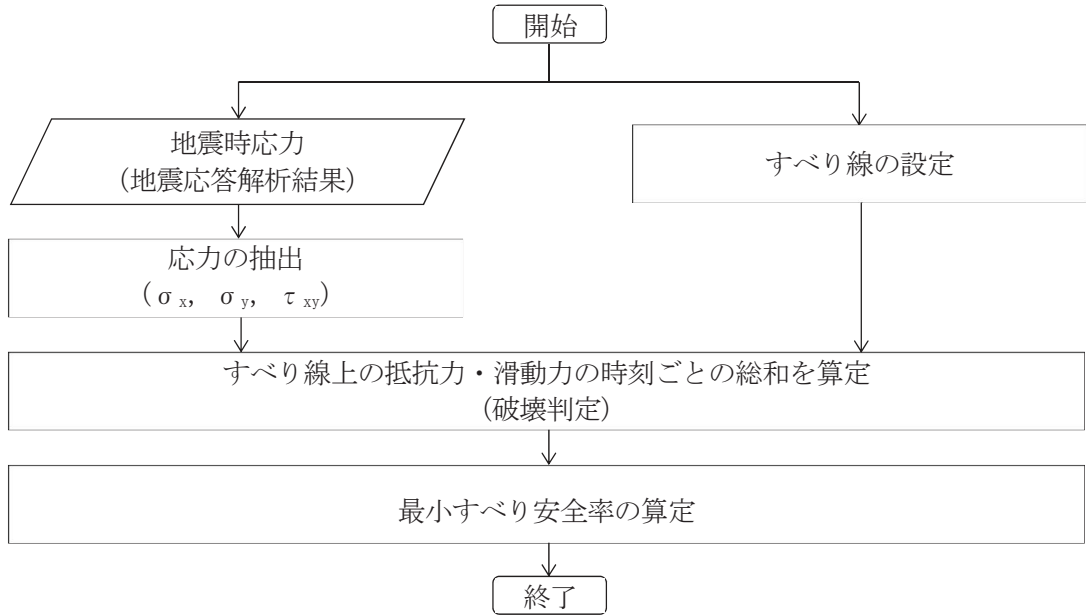 開始
地震時応力
(地震応答解析結果)
すべり線の設定
応力の抽出
(σx, σy, τxy)
すべり線上の抵抗力・滑動力の時刻ごとの総和を算定
(破壊判定)
最小すべり安全率の算定
終了